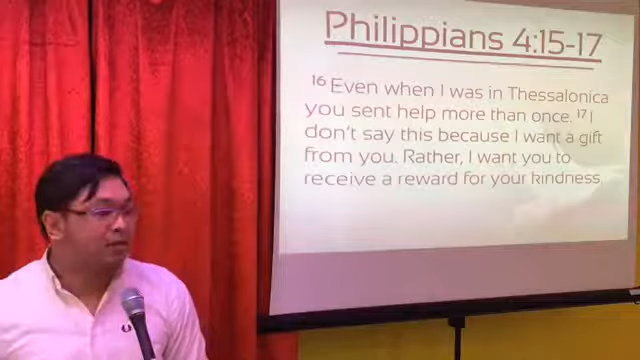 Philippians 4:15-17
16 Even when I was in Thessalonica
you sent help more than once. 17 I
don't say this because I want a gift
from you. Rather, I want you to
receive a reward for your kindness.